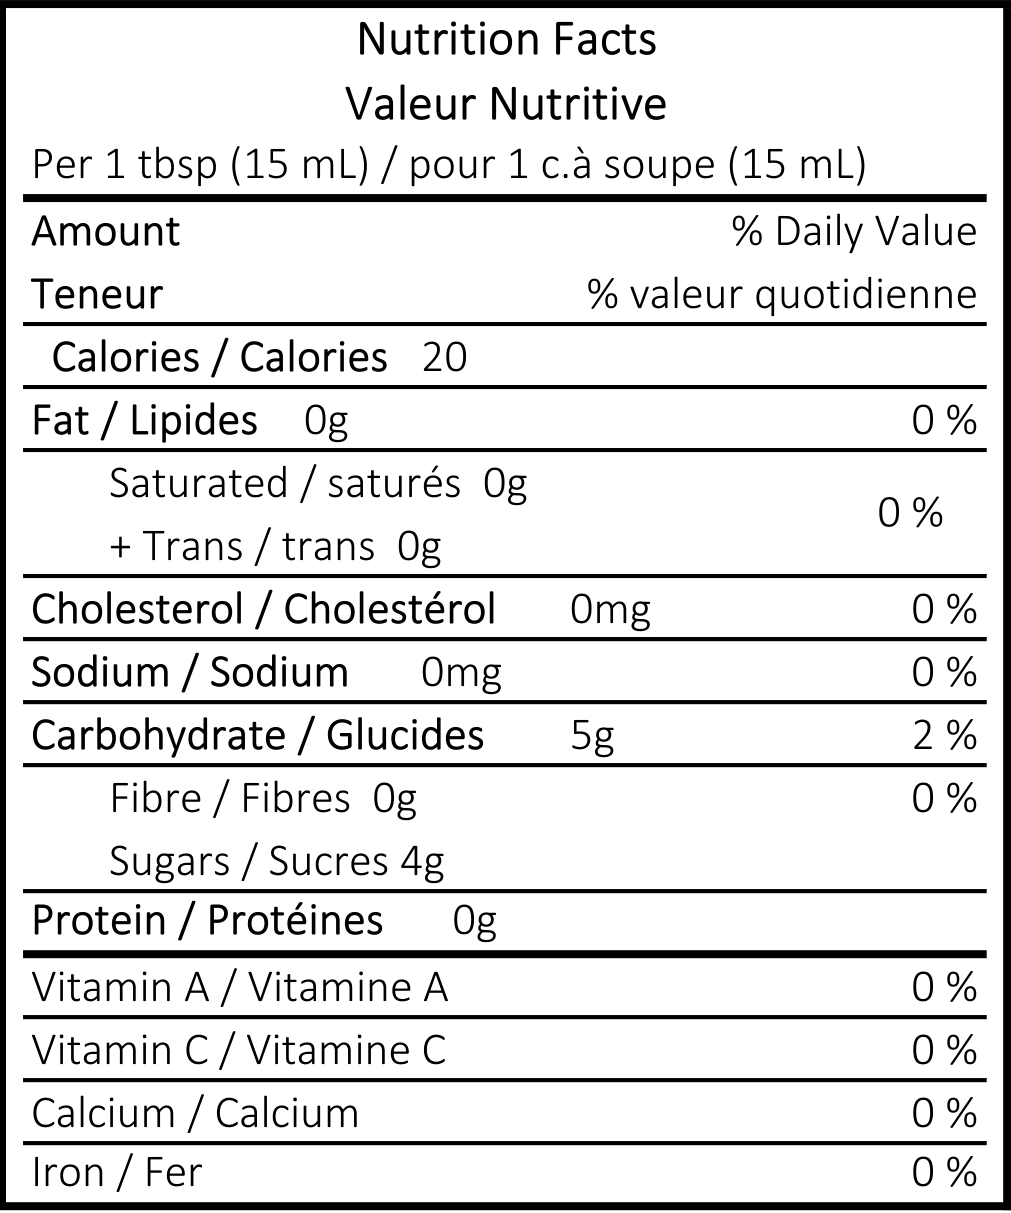 Nutrition Facts
Valeur Nutritive
Per 1 tbsp (15 mL) / pour 1 c.à soupe (15 mL)
Amount % Daily Value
Teneur % valeur quotidienne
Calories / Calories 20
Fat / Lipides 0g 0 %
Saturated / saturés 0g
0 %
+ Trans / trans 0g
Cholesterol / Cholestérol 0mg 0 %
Sodium / Sodium 0mg 0 %
Carbohydrate / Glucides 5g 2 %
Fibre / Fibres 0g 0 %
Sugars / Sucres 4g
Protein / Protéines 0g
Vitamin A / Vitamine A 0 %
Vitamin C / Vitamine C 0 %
Calcium / Calcium 0 %
Iron / Fer 0 %